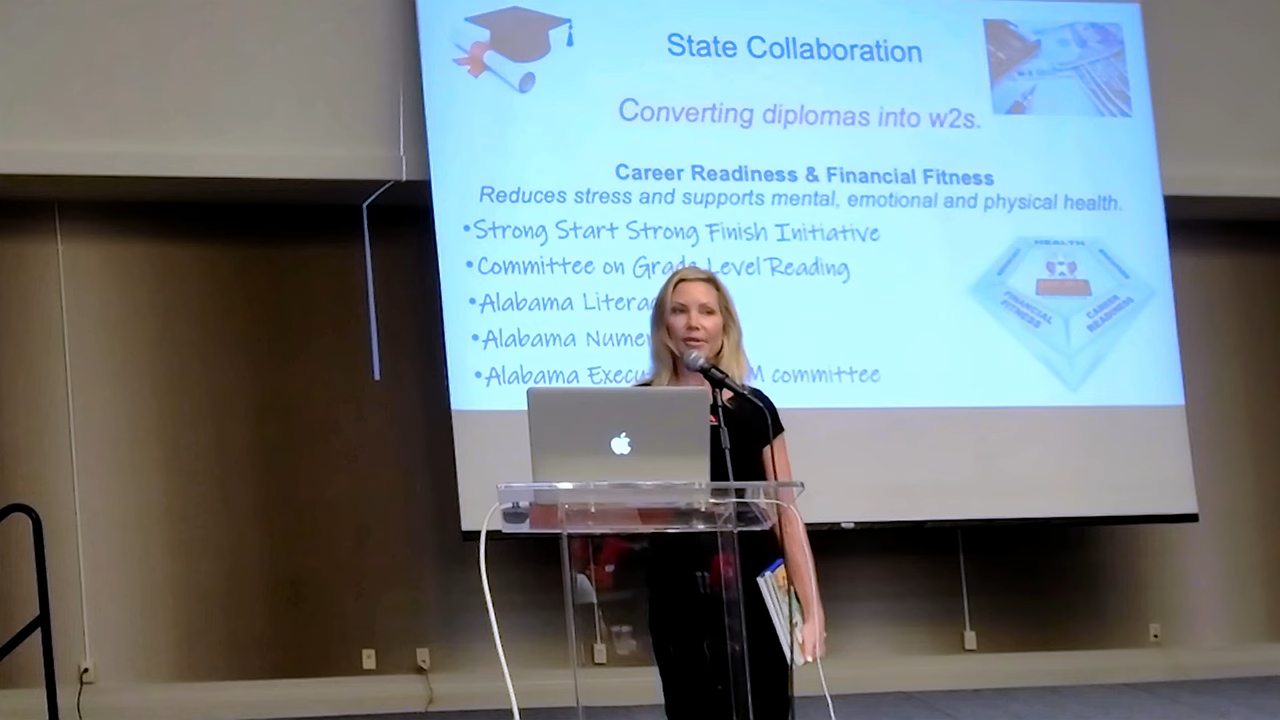 State Collaboration
Converting diplomas into w2s.
Career Readiness & Financial Fitness
Reduces stress and supports mental, emotional and physical health.
•Strong Start Strong Finish Initiative
•Committee on Grade Level Reading
•Alabama
•Alabama
•Alabama committee
HEALTH
FINANCIAL FITNESS
CAREER READINESS